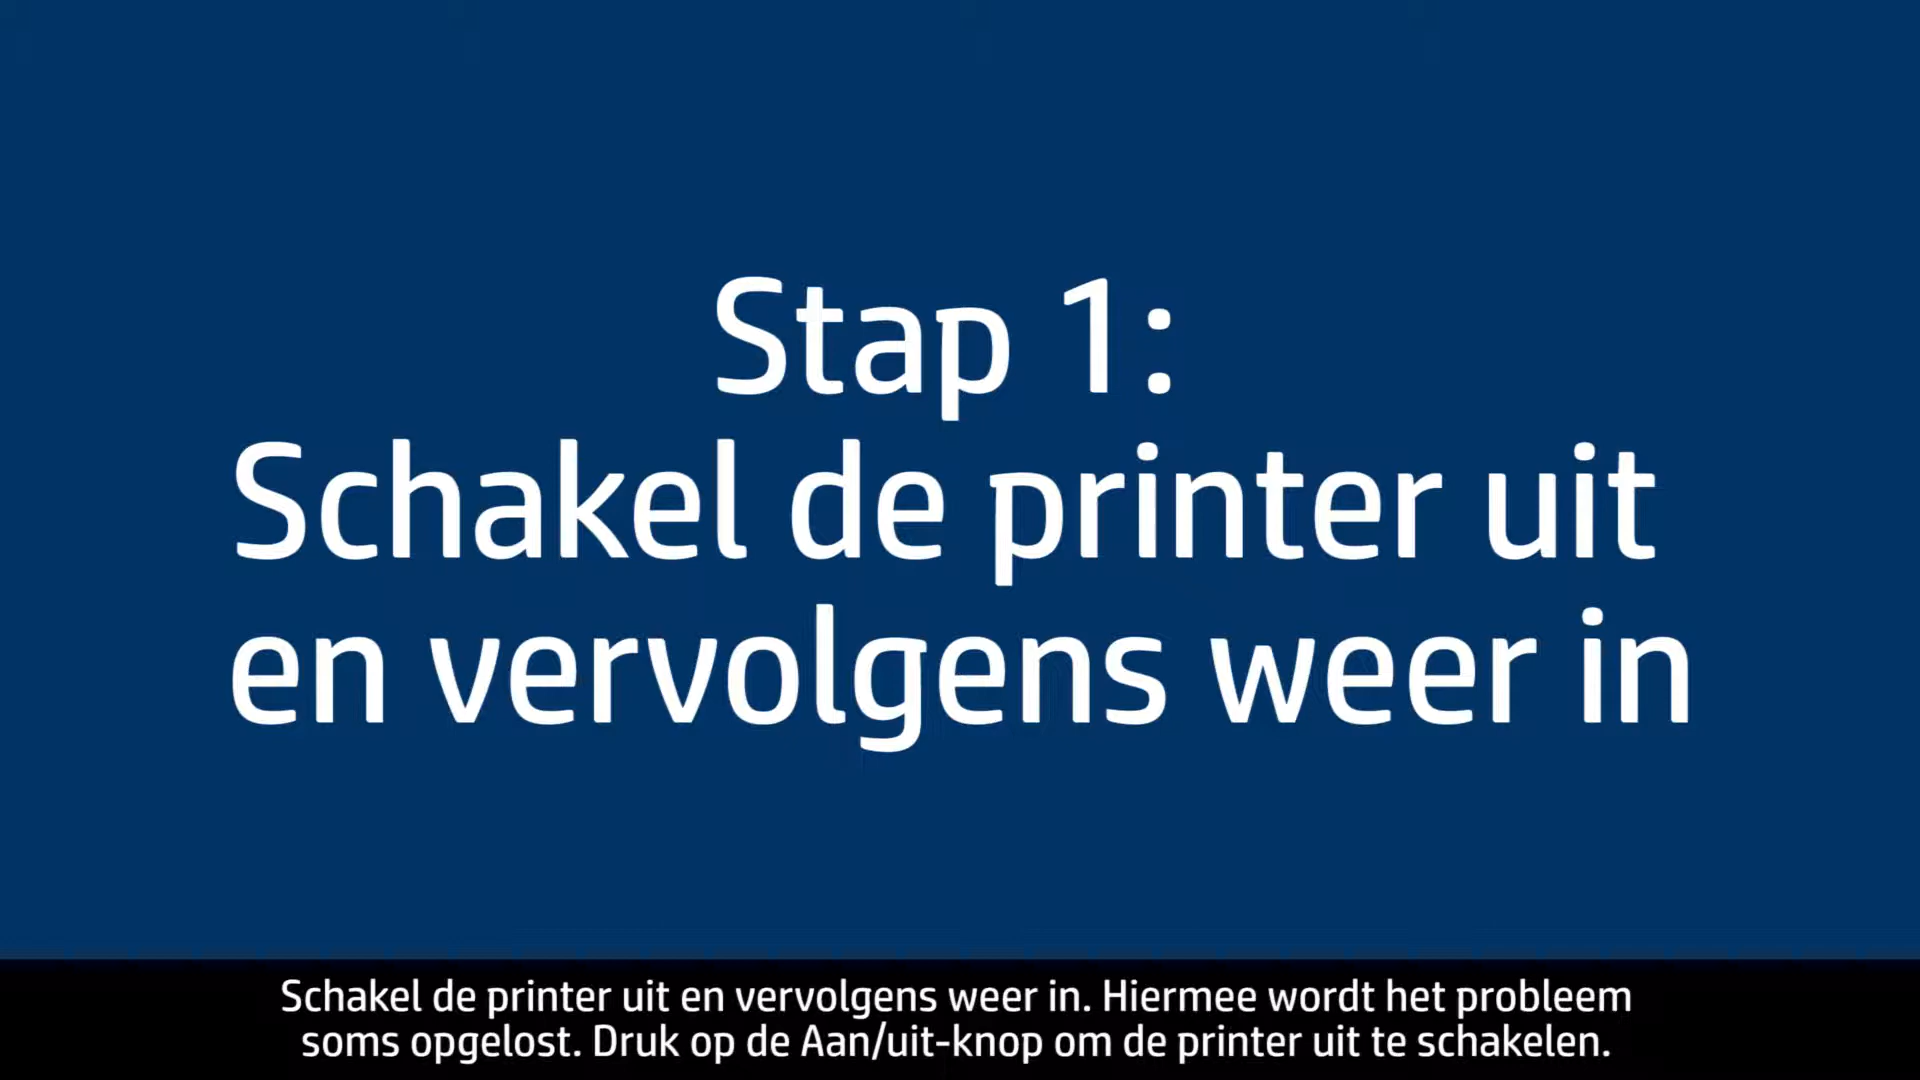 Stap 1:
Schakel de printer uit
en vervolgens weer in
Schakel de printer uit en vervolgens weer in. Hiermee wordt het probleem
soms opgelost. Druk op de Aan/uit-knop om de printer uit te schakelen.